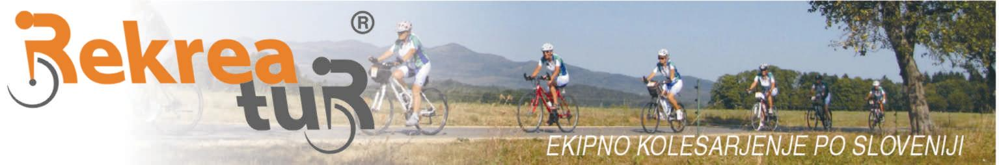 Rekrea
tuR ®
EKIPNO KOLESARJENJE PO SLOVENIJI